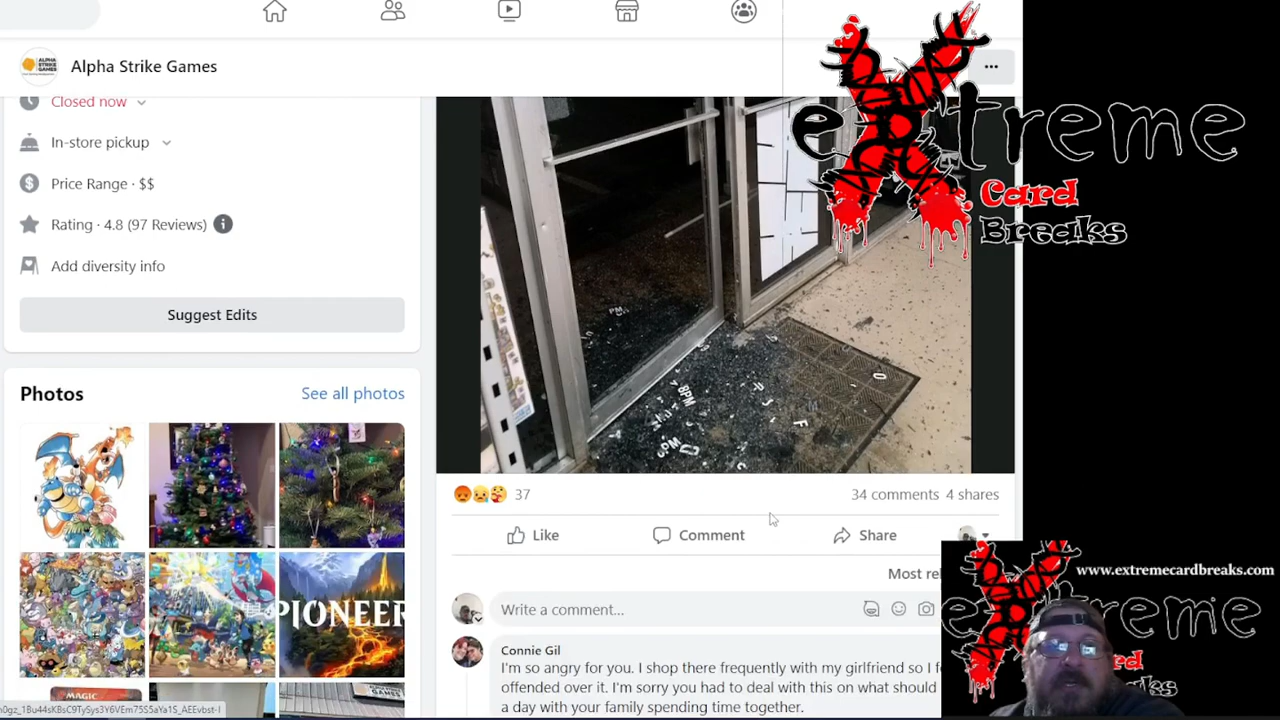 Alpha Strike Games
Closed now
In-store pickup
Price Range · $$
Rating · 4.8 (97 Reviews)
Add diversity info
Suggest Edits
Photos
See all photos
PIONEER
MAGIC
8PM
PM
37
34 comments 4 shares
Like
Comment
Share
Most rel
Write a comment...
Connie Gil
I'm so angry for you. I shop there frequently with my girlfriend so I f
offended over it. I'm sorry you had to deal with this on what should
a day with your family spending time together.
eXtreme
Card
Breaks
www.extremecardbreaks.com